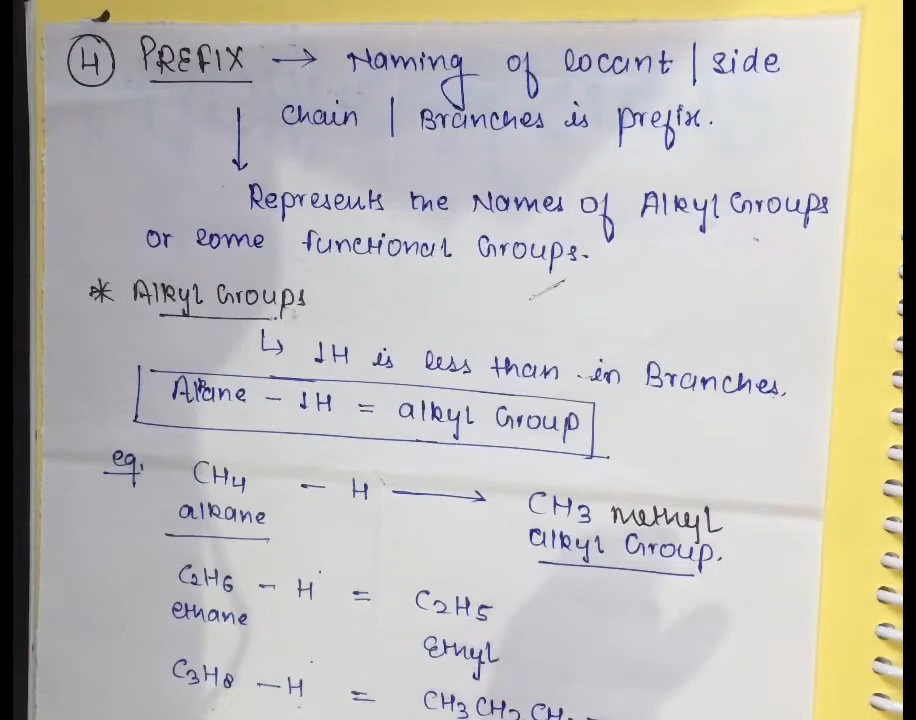 4 PREFIX → Naming of locant | side
chain | Branches is prefix.
Represents the Names of Alkyl Groups
or some functional Groups.
* Alkyl Groups
↳ 1H is less than in Branches.
Alkane - 1H = alkyl Group
eg. CH4 - H → CH3 methyl
alkane alkyl Group.
C2H6 - H = C2H5
ethane Ethyl
C3H8 - H = CH3 CH2